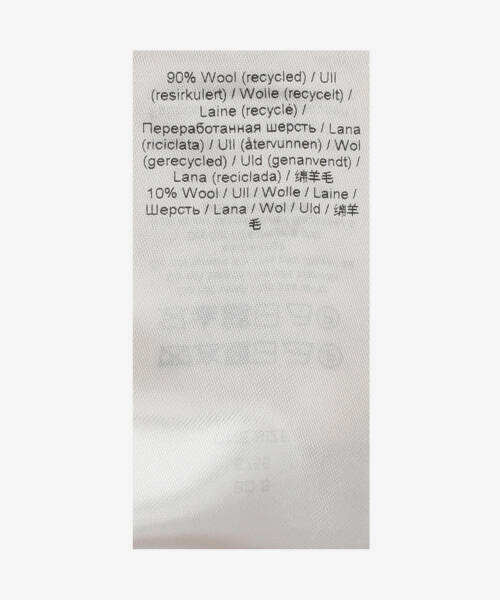 90% Wool (recycled) / Ull
(resirkulert) / Wolle (recycelt) /
Laine (recyclé) /
Переработанная шерсть / Lana
(riciclata) / Ull (återvunnen) / Wol
(gerecycled) / Uld (genanvendt) /
Lana (reciclada) / 绵羊毛
10% Wool / Ull / Wolle / Laine /
Шерсть / Lana / Wol / Uld / 绵羊
毛